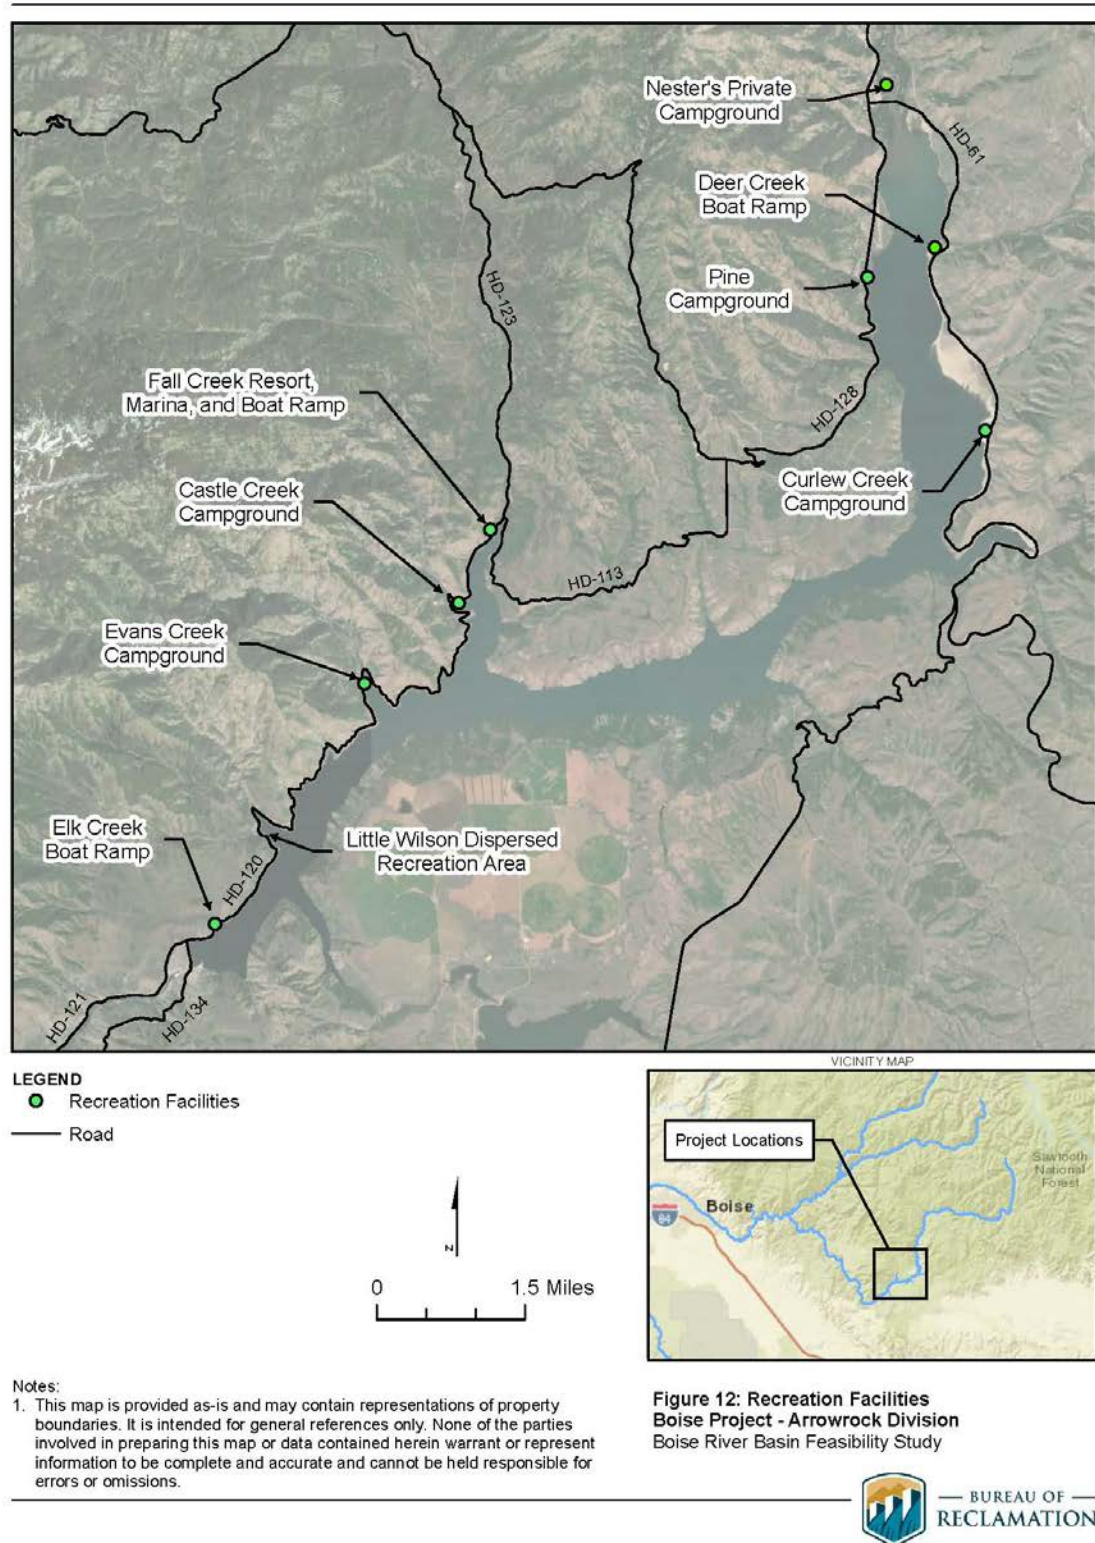 Nester's Private
Campground
HD-61
Deer Creek
Boat Ramp
Pine
Campground
HD-123
Fall Creek Resort,
Marina, and Boat Ramp
HD-128
Castle Creek
Campground
Curlew Creek
Campground
HD-113
Evans Creek
Campground
Elk Creek
Boat Ramp
Little Wilson Dispersed
Recreation Area
HD-120
HD-121
HD-134
VICINITY MAP
LEGEND
Recreation Facilities
Road
Project Locations
Sawtooth
National
Forest
Boise
84
N
0 1.5 Miles
Notes:
1. This map is provided as-is and may contain representations of property
boundaries. It is intended for general references only. None of the parties
involved in preparing this map or data contained herein warrant or represent
information to be complete and accurate and cannot be held responsible for
errors or omissions.
Figure 12: Recreation Facilities
Boise Project - Arrowrock Division
Boise River Basin Feasibility Study
BUREAU OF
RECLAMATION